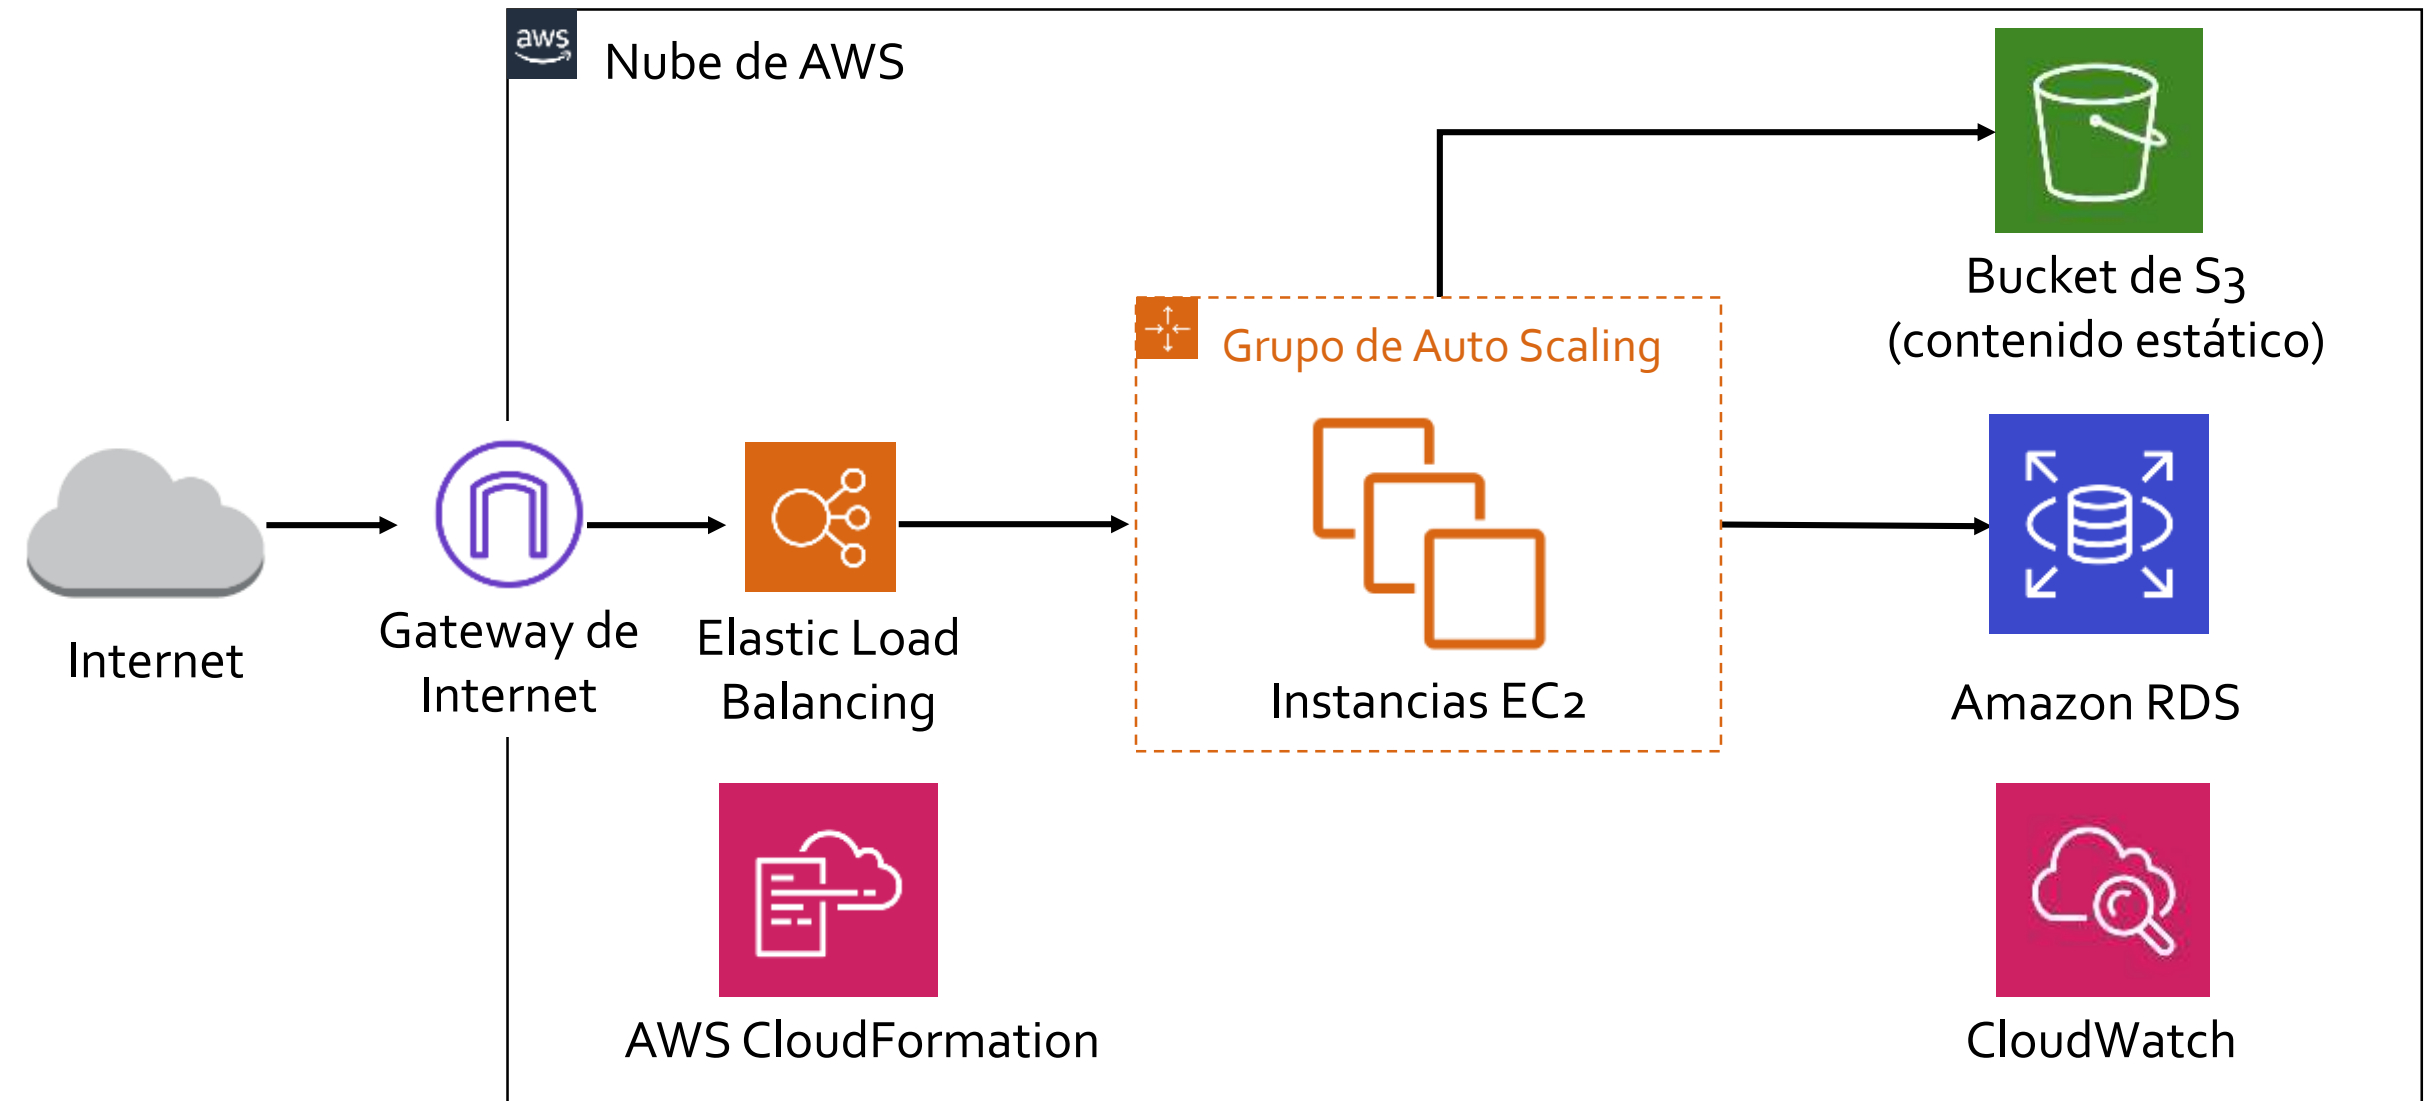 aws
Nube de AWS
Bucket de S3
(contenido estático)
Grupo de Auto Scaling
Internet
Gateway de
Internet
Elastic Load
Balancing
Instancias EC2
Amazon RDS
AWS CloudFormation
CloudWatch